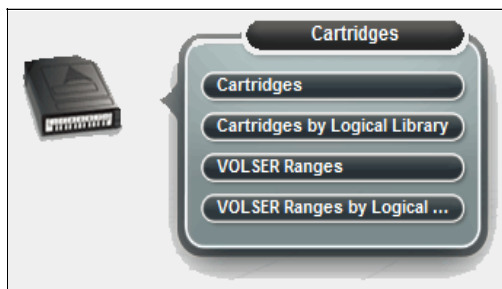 Cartridges
Cartridges
Cartridges by Logical Library
VOLSER Ranges
VOLSER Ranges by Logical ...